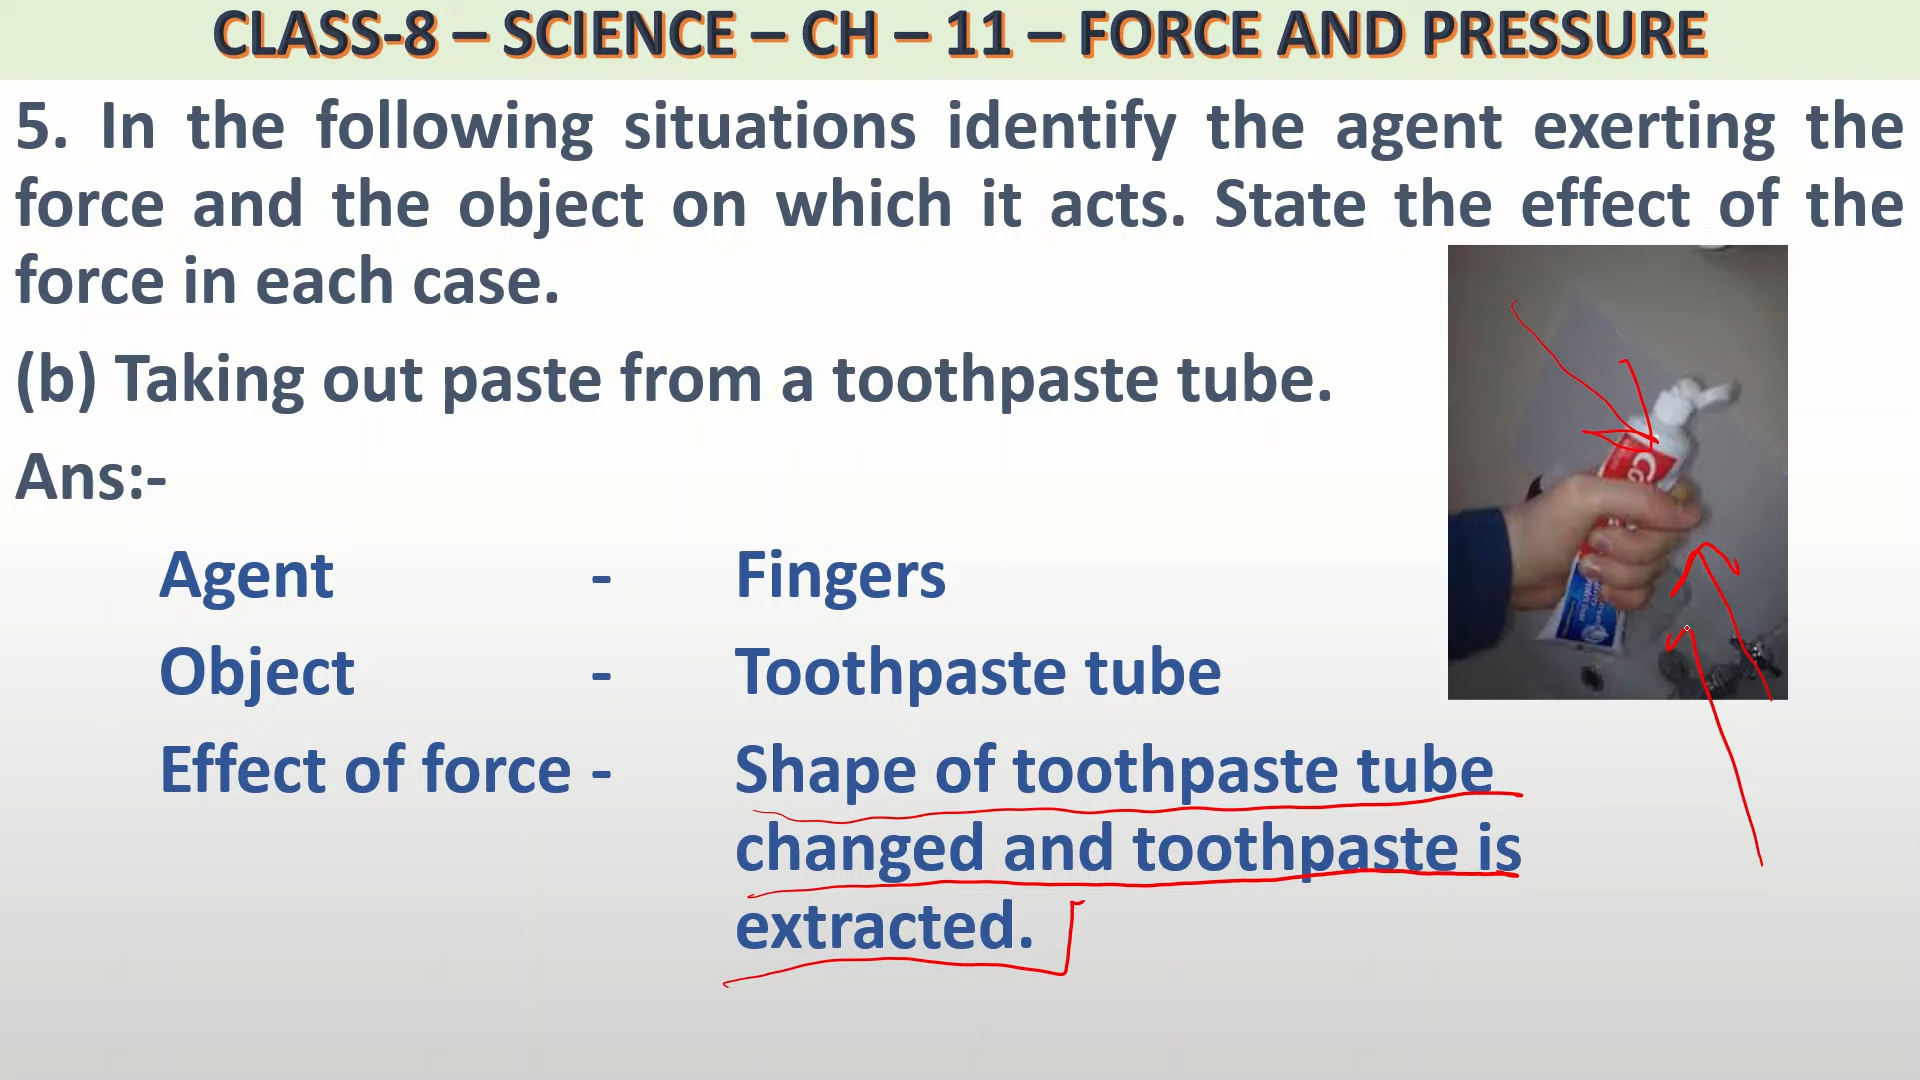 CLASS-8 – SCIENCE – CH – 11 – FORCE AND PRESSURE
5. In the following situations identify the agent exerting the
force and the object on which it acts. State the effect of the
force in each case.
(b) Taking out paste from a toothpaste tube.
Ans:-
Agent - Fingers
Object - Toothpaste tube
Effect of force - Shape of toothpaste tube
changed and toothpaste is
extracted.